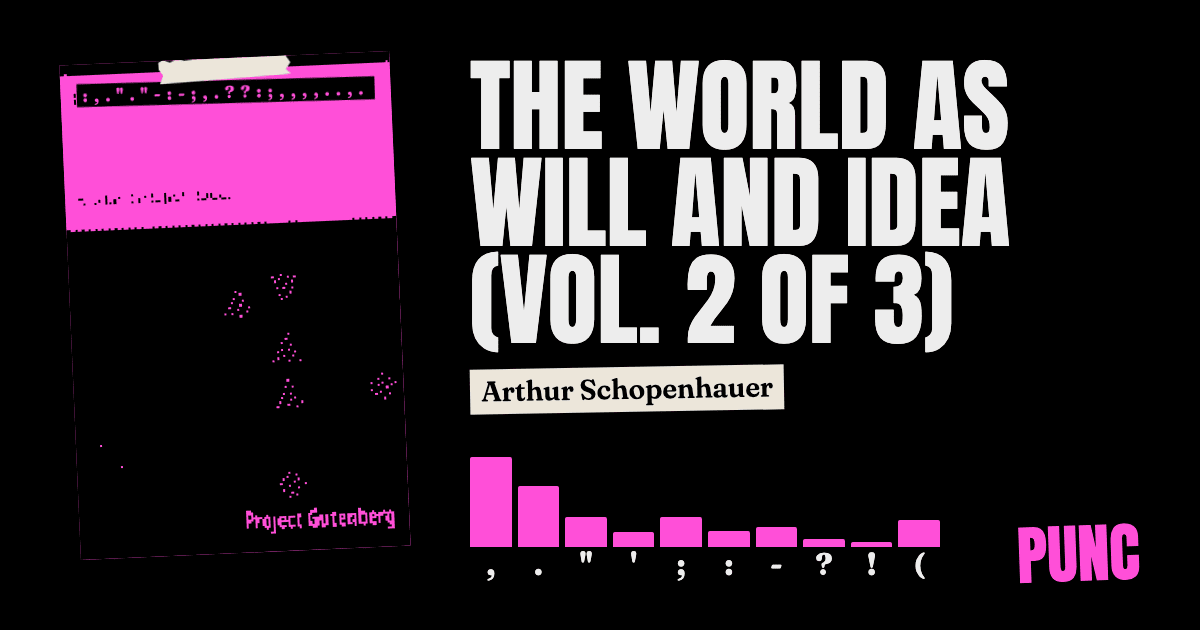 :,."."-:-;,.??:;,,,,..,.
Project Gutenberg
THE WORLD AS
WILL AND IDEA
(VOL. 2 OF 3)
Arthur Schopenhauer
, . " ' ; : - ? ! (
PUNC